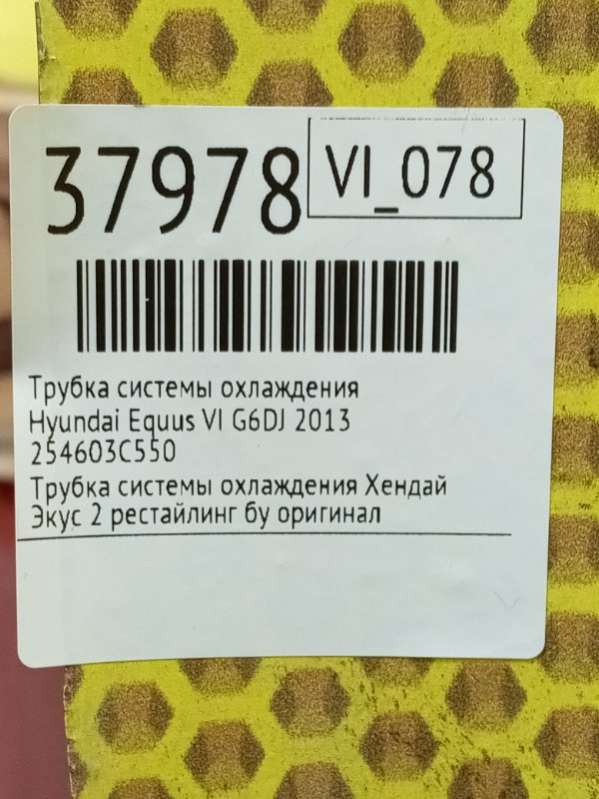 37978
VI_078
Трубка системы охлаждения
Hyundai Equus VI G6DJ 2013
254603C550
Трубка системы охлаждения Хендай
Экус 2 рестайлинг бу оригинал